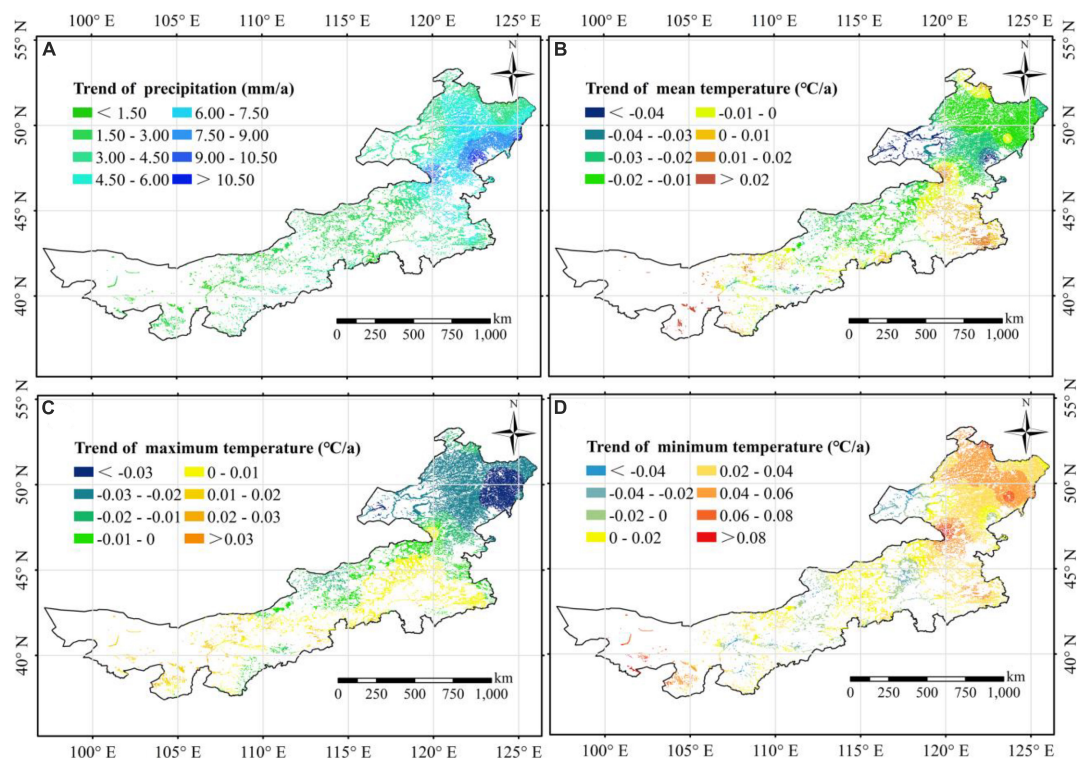 100° E 105° E 110° E 115° E 120° E 125° E 100° E 105° E 110° E 115° E 120° E 125° E
55° N 50° N 45° N 40° N
A
N
Trend of precipitation (mm/a)
< 1.50 6.00 - 7.50
1.50 - 3.00 7.50 - 9.00
3.00 - 4.50 9.00 - 10.50
4.50 - 6.00 > 10.50
km
0 250 500 750 1,000
B
N
Trend of mean temperature (℃/a)
< -0.04 -0.01 - 0
-0.04 - -0.03 0 - 0.01
-0.03 - -0.02 0.01 - 0.02
-0.02 - -0.01 > 0.02
km
0 250 500 750 1,000
55° N 50° N 45° N 40° N
55° N 50° N 45° N 40° N
C
N
Trend of maximum temperature (℃/a)
< -0.03 0 - 0.01
-0.03 - -0.02 0.01 - 0.02
-0.02 - -0.01 0.02 - 0.03
-0.01 - 0 >0.03
km
0 250 500 750 1,000
D
N
Trend of minimum temperature (℃/a)
< -0.04 0.02 - 0.04
-0.04 - -0.02 0.04 - 0.06
-0.02 - 0 0.06 - 0.08
0 - 0.02 >0.08
km
0 250 500 750 1,000
55° N 50° N 45° N 40° N
100° E 105° E 110° E 115° E 120° E 125° E 100° E 105° E 110° E 115° E 120° E 125° E